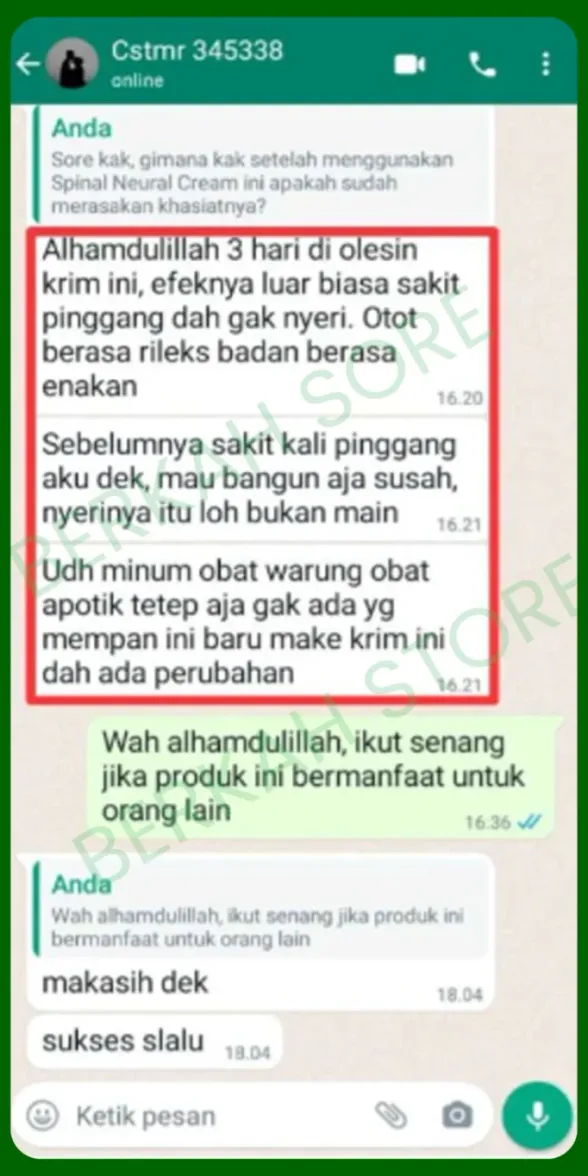 Cstmr 345338
online
Anda
Sore kak, gimana kak setelah menggunakan
Spinal Neural Cream ini apakah sudah
merasakan khasiatnya?
Alhamdulillah 3 hari di olesin
krim ini, efeknya luar biasa sakit
pinggang dah gak nyeri. Otot
berasa rileks badan berasa
enakan
16.20
Sebelumnya sakit kali pinggang
aku dek, mau bangun aja susah,
nyerinya itu loh bukan main
16.21
Udh minum obat warung obat
apotik tetep aja gak ada yg
mempan ini baru make krim ini
dah ada perubahan
16.21
Wah alhamdulillah, ikut senang
jika produk ini bermanfaat untuk
orang lain
16.36
Anda
Wah alhamdulillah, ikut senang jika produk ini
bermanfaat untuk orang lain
makasih dek
18.04
sukses slalu
18.04
Ketik pesan
BERKAH SORE
BERKAH STORE